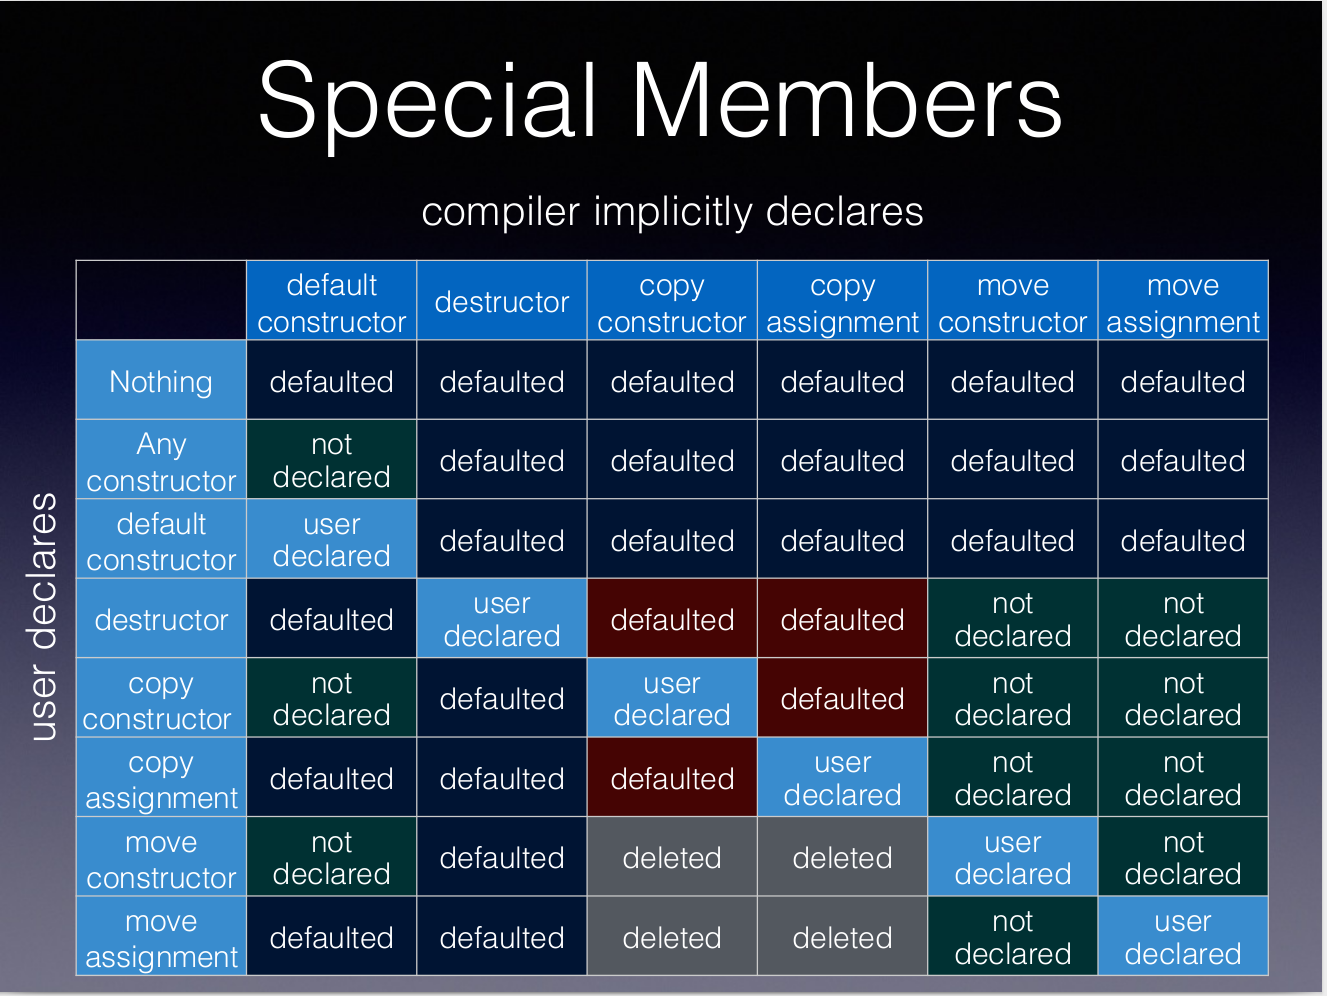 Special Members
compiler implicitly declares
user declares
default constructor destructor copy constructor copy assignment move constructor move assignment
Nothing defaulted defaulted defaulted defaulted defaulted defaulted
Any constructor not declared defaulted defaulted defaulted defaulted defaulted
default constructor user declared defaulted defaulted defaulted defaulted defaulted
destructor defaulted user declared defaulted defaulted not declared not declared
copy constructor not declared defaulted user declared defaulted not declared not declared
copy assignment defaulted defaulted defaulted user declared not declared not declared
move constructor not declared defaulted deleted deleted user declared not declared
move assignment defaulted defaulted deleted deleted not declared user declared